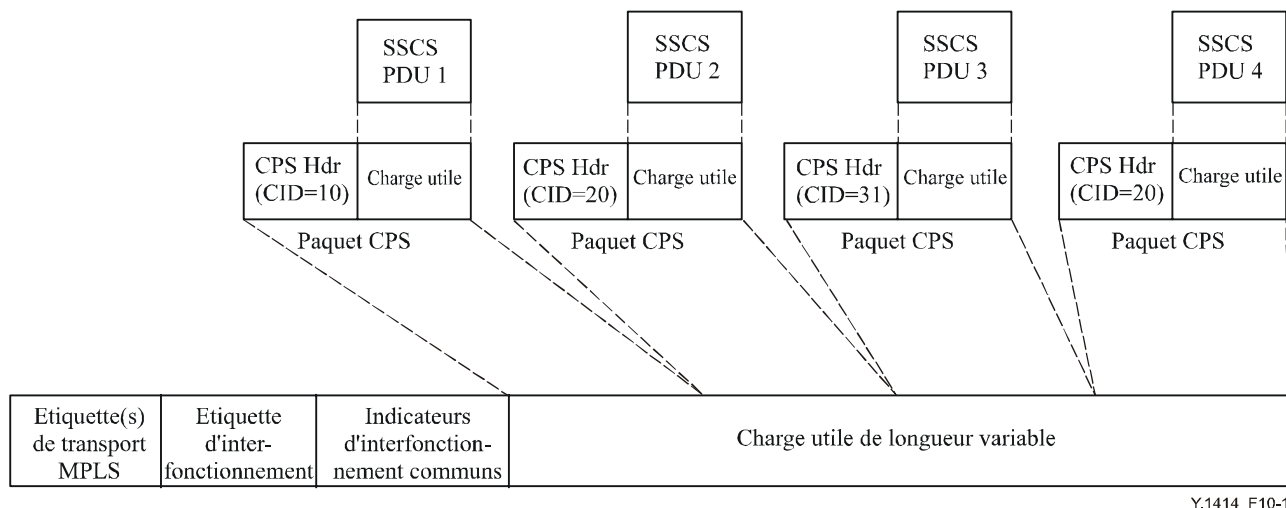 SSCS
PDU 1
SSCS
PDU 2
SSCS
PDU 3
SSCS
PDU 4
CPS Hdr
(CID=10)
Charge utile
CPS Hdr
(CID=20)
Charge utile
CPS Hdr
(CID=31)
Charge utile
CPS Hdr
(CID=20)
Charge utile
Paquet CPS
Paquet CPS
Paquet CPS
Paquet CPS
Etiquette(s)
de transport
MPLS
Etiquette
d'inter-
fonctionnement
Indicateurs
d'interfonction-
nement communs
Charge utile de longueur variable
Y.1414_F10-1